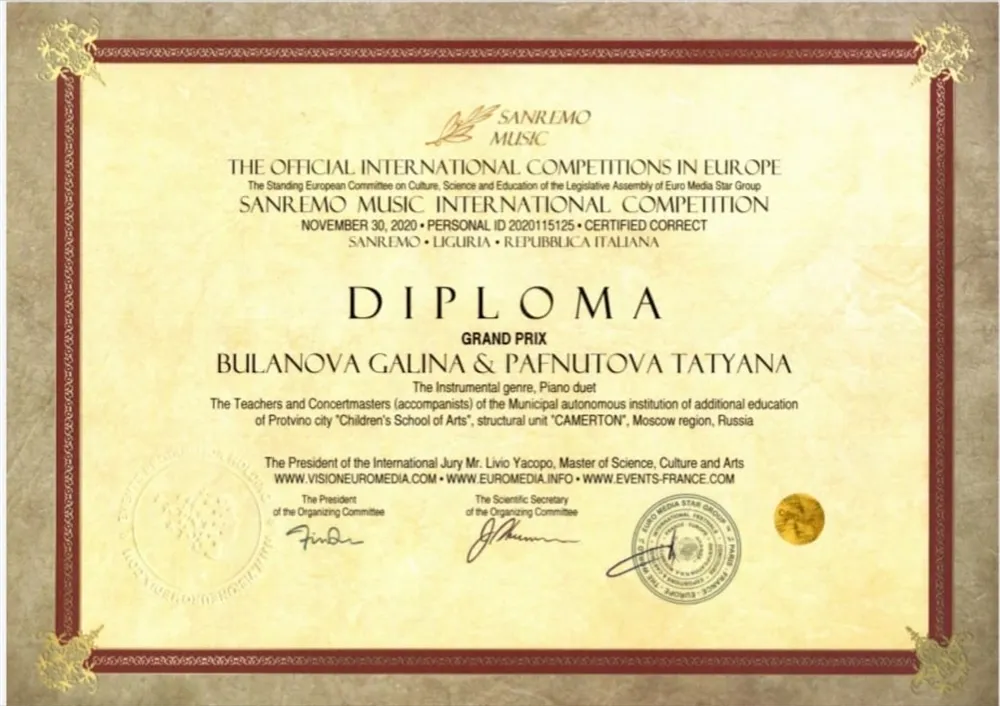 SANREMO
MUSIC
THE OFFICIAL INTERNATIONAL COMPETITIONS IN EUROPE
The Standing European Committee on Culture, Science and Education of the Legislative Assembly of Euro Media Star Group
SANREMO MUSIC INTERNATIONAL COMPETITION
NOVEMBER 30, 2020 • PERSONAL ID 2020115125 • CERTIFIED CORRECT
SANREMO • LIGURIA • REPUBBLICA ITALIANA
DIPLOMA
GRAND PRIX
BULANOVA GALINA & PAFNUTOVA TATYANA
The Instrumental genre, Piano duet
The Teachers and Concertmasters (accompanists) of the Municipal autonomous institution of additional education
of Protvino city "Children's School of Arts", structural unit "CAMERTON", Moscow region, Russia
The President of the International Jury Mr. Livio Yacopo, Master of Science, Culture and Arts
WWW.VISIONEUROMEDIA.COM • WWW.EUROMEDIA.INFO • WWW.EVENTS-FRANCE.COM
The President
of the Organizing Committee
The Scientific Secretary
of the Organizing Committee
EURO MEDIA STAR GROUP
PARIS - FRANCE